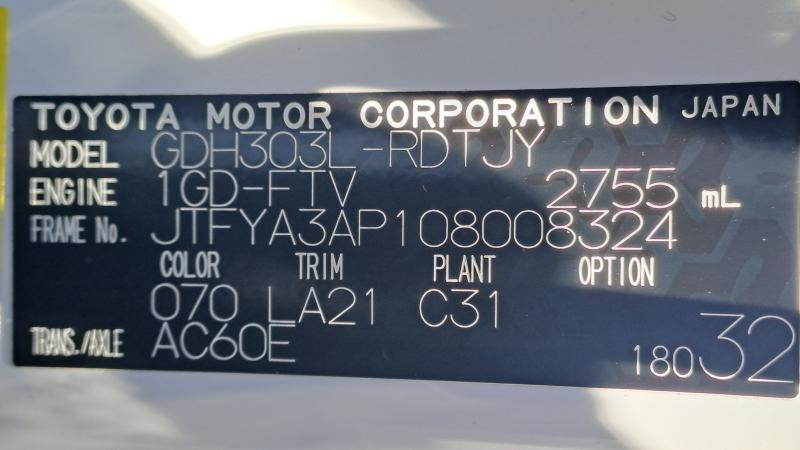 TOYOTA MOTOR CORPORATION JAPAN
MODEL GDH303L-RDTJY
ENGINE 1GD-FTV 2755 mL
FRAME No. JTFYA3AP108008324
COLOR TRIM PLANT OPTION
070 LA21 C31
TRANS./AXLE AC60E
18032